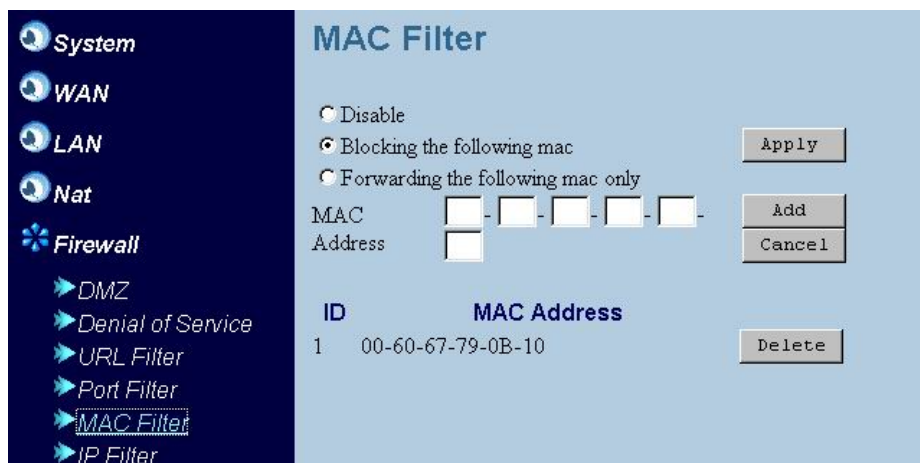 System
WAN
LAN
Nat
Firewall
DMZ
Denial of Service
URL Filter
Port Filter
MAC Filter
IP Filter
MAC Filter
Disable
Blocking the following mac
Apply
Forwarding the following mac only
MAC Address
- - - - -
Add
Cancel
ID MAC Address
1 00-60-67-79-0B-10 Delete